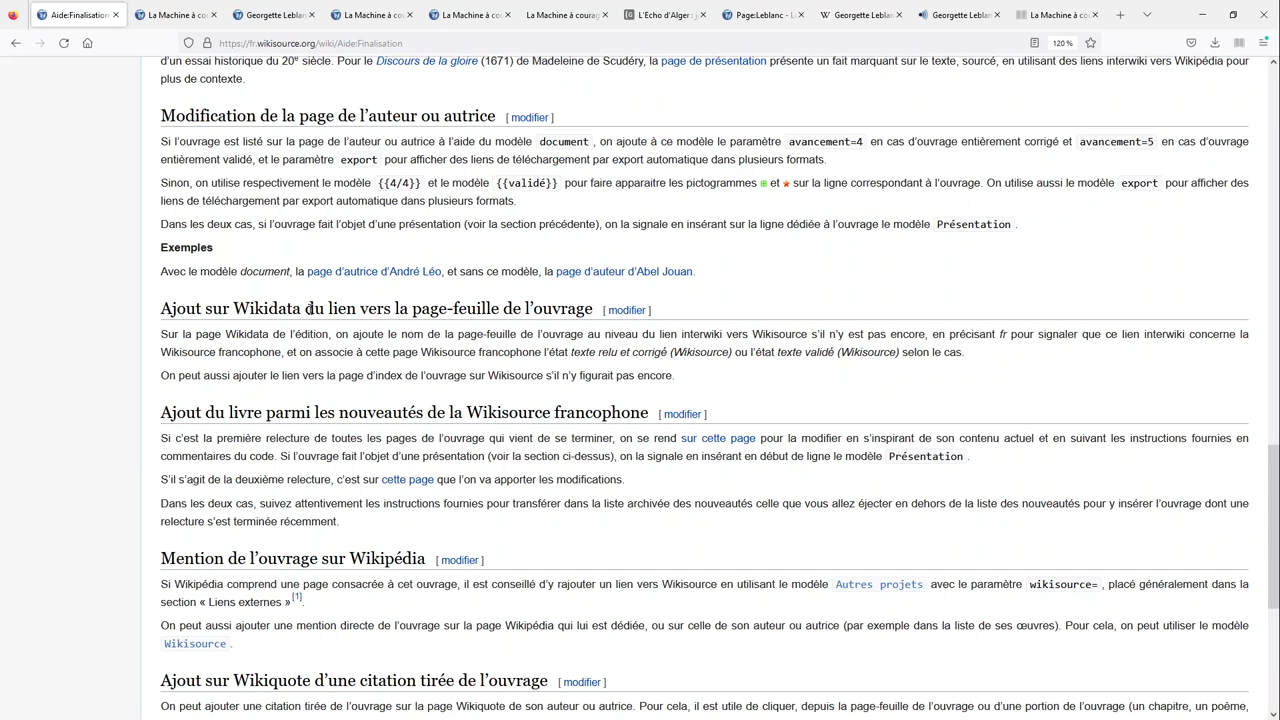 Aide:Finalisation
La Machine à co
Georgette Leblan
La Machine à cou
La Machine à cou
La Machine à courag
L'Echo d'Alger : jo
Page:Leblanc - L
Georgette Leblan
Georgette Leblan
La Machine à co
https://fr.wikisource.org/wiki/Aide:Finalisation
120 %
d'un essai historique du 20e siècle. Pour le Discours de la gloire (1671) de Madeleine de Scudéry, la page de présentation présente un fait marquant sur le texte, sourcé, en utilisant des liens interwiki vers Wikipédia pour
plus de contexte.
Modification de la page de l'auteur ou autrice [ modifier ]
Si l'ouvrage est listé sur la page de l'auteur ou autrice à l'aide du modèle document , on ajoute à ce modèle le paramètre avancement=4 en cas d'ouvrage entièrement corrigé et avancement=5 en cas d'ouvrage
entièrement validé, et le paramètre export pour afficher des liens de téléchargement par export automatique dans plusieurs formats.
Sinon, on utilise respectivement le modèle {{4/4}} et le modèle {{validé}} pour faire apparaitre les pictogrammes et sur la ligne correspondant à l'ouvrage. On utilise aussi le modèle export pour afficher des
liens de téléchargement par export automatique dans plusieurs formats.
Dans les deux cas, si l'ouvrage fait l'objet d'une présentation (voir la section précédente), on la signale en insérant sur la ligne dédiée à l'ouvrage le modèle Présentation .
Exemples
Avec le modèle document, la page d'autrice d'André Léo, et sans ce modèle, la page d'auteur d'Abel Jouan.
Ajout sur Wikidata du lien vers la page-feuille de l'ouvrage [ modifier ]
Sur la page Wikidata de l'édition, on ajoute le nom de la page-feuille de l'ouvrage au niveau du lien interwiki vers Wikisource s'il n'y est pas encore, en précisant fr pour signaler que ce lien interwiki concerne la
Wikisource francophone, et on associe à cette page Wikisource francophone l'état texte relu et corrigé (Wikisource) ou l'état texte validé (Wikisource) selon le cas.
On peut aussi ajouter le lien vers la page d'index de l'ouvrage sur Wikisource s'il n'y figurait pas encore.
Ajout du livre parmi les nouveautés de la Wikisource francophone [ modifier ]
Si c'est la première relecture de toutes les pages de l'ouvrage qui vient de se terminer, on se rend sur cette page pour la modifier en s'inspirant de son contenu actuel et en suivant les instructions fournies en
commentaires du code. Si l'ouvrage fait l'objet d'une présentation (voir la section ci-dessus), on la signale en insérant en début de ligne le modèle Présentation .
S'il s'agit de la deuxième relecture, c'est sur cette page que l'on va apporter les modifications.
Dans les deux cas, suivez attentivement les instructions fournies pour transférer dans la liste archivée des nouveautés celle que vous allez éjecter en dehors de la liste des nouveautés pour y insérer l'ouvrage dont une
relecture s'est terminée récemment.
Mention de l'ouvrage sur Wikipédia [ modifier ]
Si Wikipédia comprend une page consacrée à cet ouvrage, il est conseillé d'y rajouter un lien vers Wikisource en utilisant le modèle Autres projets avec le paramètre wikisource= , placé généralement dans la
section « Liens externes »[1].
On peut aussi ajouter une mention directe de l'ouvrage sur la page Wikipédia qui lui est dédiée, ou sur celle de son auteur ou autrice (par exemple dans la liste de ses œuvres). Pour cela, on peut utiliser le modèle
Wikisource .
Ajout sur Wikiquote d'une citation tirée de l'ouvrage [ modifier ]
On peut ajouter une citation tirée de l'ouvrage sur la page Wikiquote de son auteur ou autrice. Pour cela, il est utile de cliquer, depuis la page-feuille de l'ouvrage ou d'une portion de l'ouvrage (un chapitre, un poème,